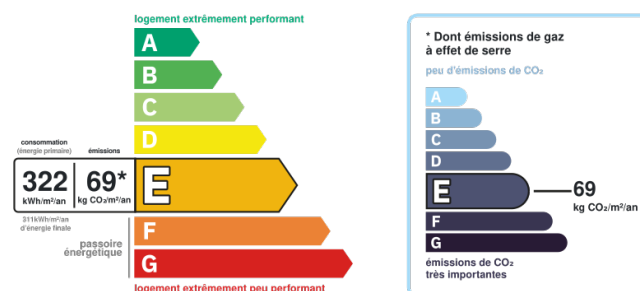 logement extrêmement performant
A
B
C
D
consommation
(énergie primaire)
émissions
322
kWh/m²/an
69*
kg CO₂/m²/an
E
311kWh/m²/an
d'énergie finale
passoire
énergétique
F
G
logement extrêmement peu performant
* Dont émissions de gaz
à effet de serre
peu d'émissions de CO₂
A
B
C
D
E
69
kg CO₂/m²/an
F
G
émissions de CO₂
très importantes